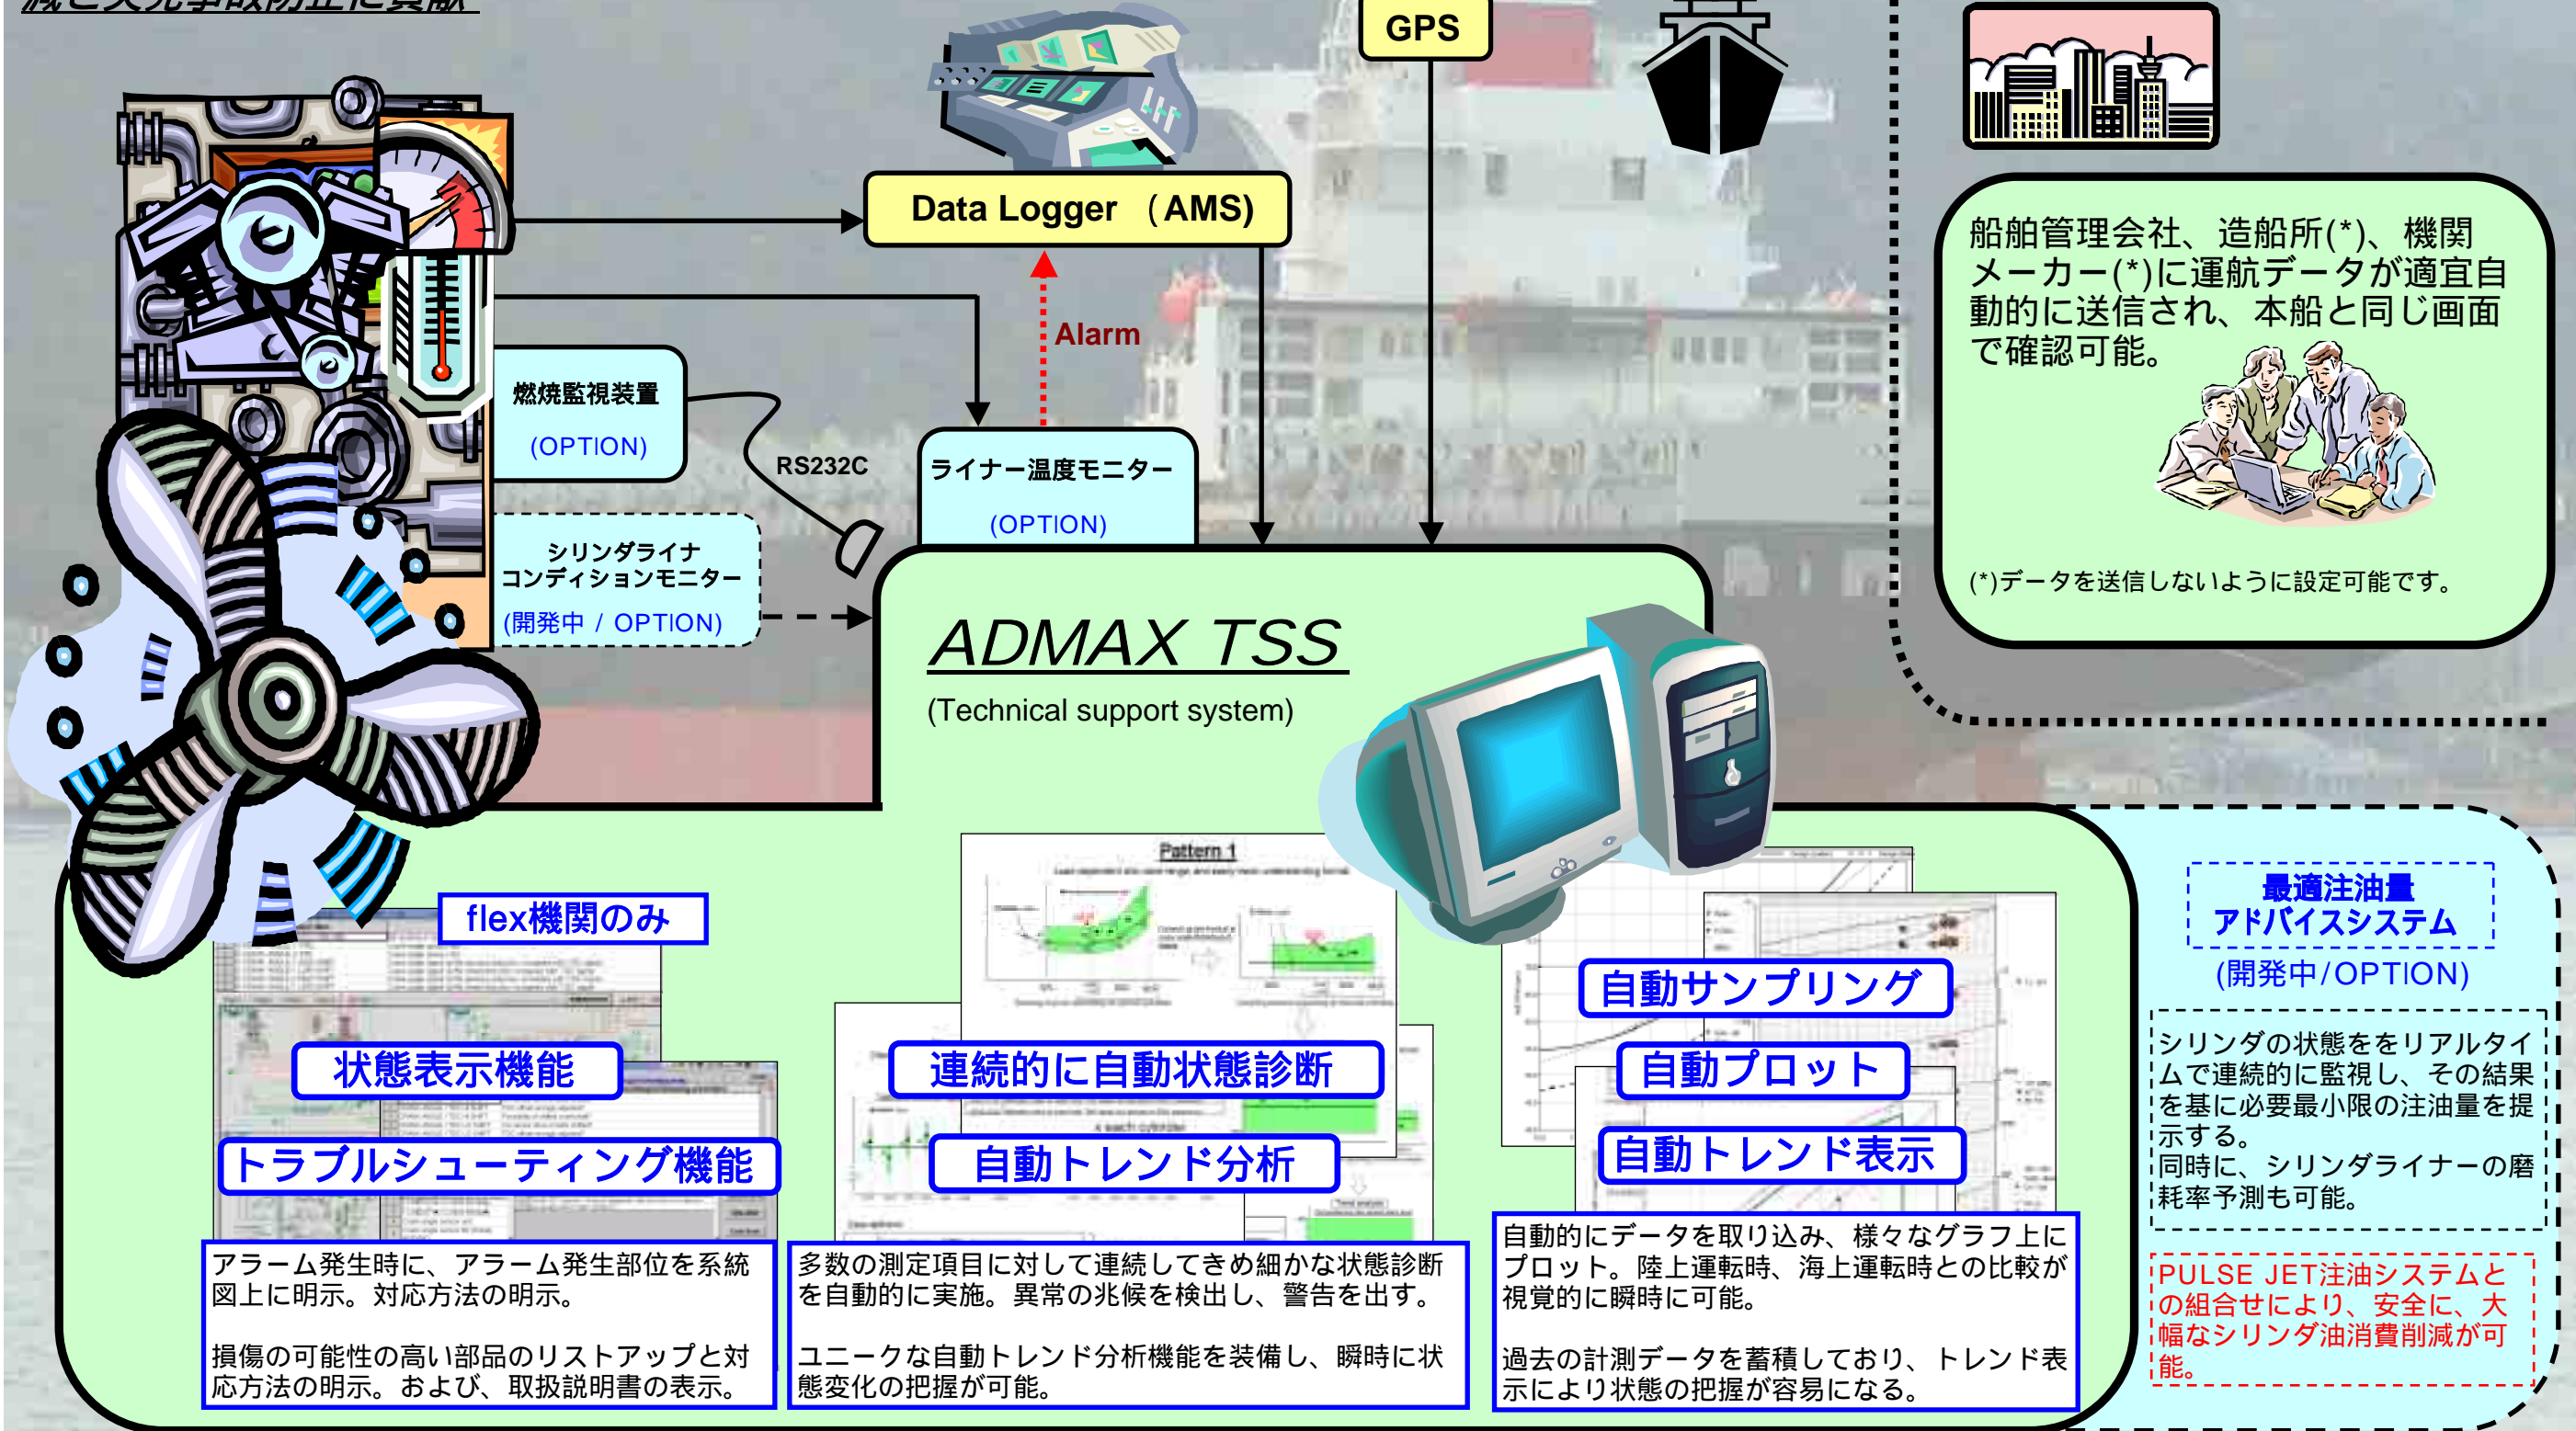 減と突発事故防止に貢献
GPS
Data Logger （AMS)
Alarm
船舶管理会社、造船所(*)、機関
メーカー(*)に運航データが適宜自
動的に送信され、本船と同じ画面
で確認可能。
(*)データを送信しないように設定可能です。
燃焼監視装置
(OPTION)
RS232C
ライナー温度モニター
(OPTION)
シリンダライナ
コンディションモニター
(開発中 / OPTION)
ADMAX TSS
(Technical support system)
flex機関のみ
状態表示機能
トラブルシューティング機能
アラーム発生時に、アラーム発生部位を系統
図上に明示。対応方法の明示。
損傷の可能性の高い部品のリストアップと対
応方法の明示。および、取扱説明書の表示。
Pattern 1
連続的に自動状態診断
自動トレンド分析
多数の測定項目に対して連続してきめ細かな状態診断
を自動的に実施。異常の兆候を検出し、警告を出す。
ユニークな自動トレンド分析機能を装備し、瞬時に状
態変化の把握が可能。
自動サンプリング
自動プロット
自動トレンド表示
自動的にデータを取り込み、様々なグラフ上に
プロット。陸上運転時、海上運転時との比較が
視覚的に瞬時に可能。
過去の計測データを蓄積しており、トレンド表
示により状態の把握が容易になる。
最適注油量
アドバイスシステム
(開発中/OPTION)
シリンダの状態ををリアルタイ
ムで連続的に監視し、その結果
を基に必要最小限の注油量を提
示する。
同時に、シリンダライナーの磨
耗率予測も可能。
PULSE JET注油システムと
の組合せにより、安全に、大
幅なシリンダ油消費削減が可
能。